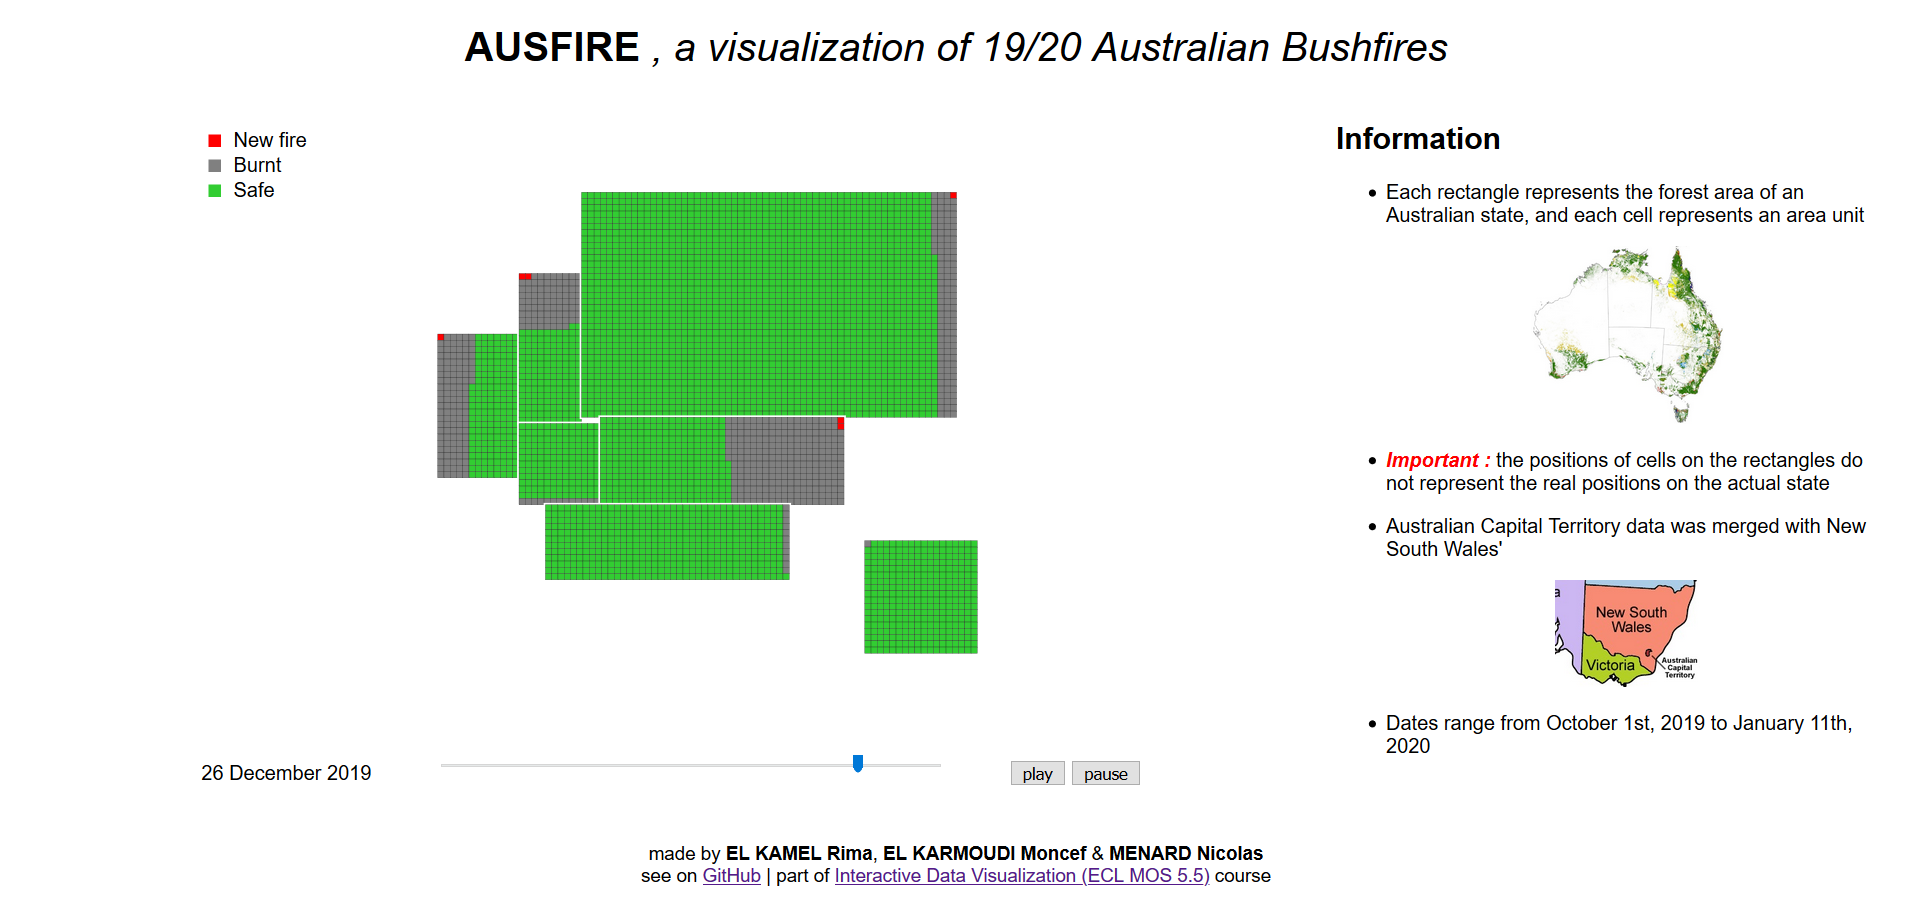 AUSFIRE , a visualization of 19/20 Australian Bushfires
New fire
Burnt
Safe
Information
Each rectangle represents the forest area of an
Australian state, and each cell represents an area unit
Important : the positions of cells on the rectangles do
not represent the real positions on the actual state
Australian Capital Territory data was merged with New
South Wales'
a
New South
Wales
Victoria
Australian
Capital
Territory
Dates range from October 1st, 2019 to January 11th,
2020
26 December 2019
play
pause
made by EL KAMEL Rima, EL KARMOUDI Moncef & MENARD Nicolas
see on GitHub | part of Interactive Data Visualization (ECL MOS 5.5) course